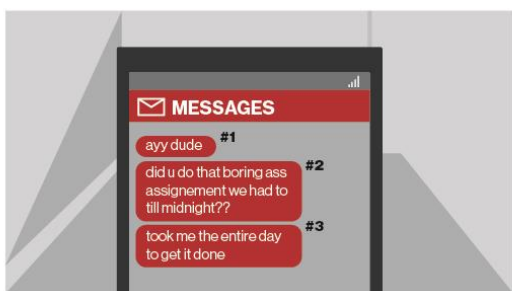 MESSAGES
ayy dude #1
did u do that boring ass #2
assignement we had to
till midnight??
took me the entire day #3
to get it done